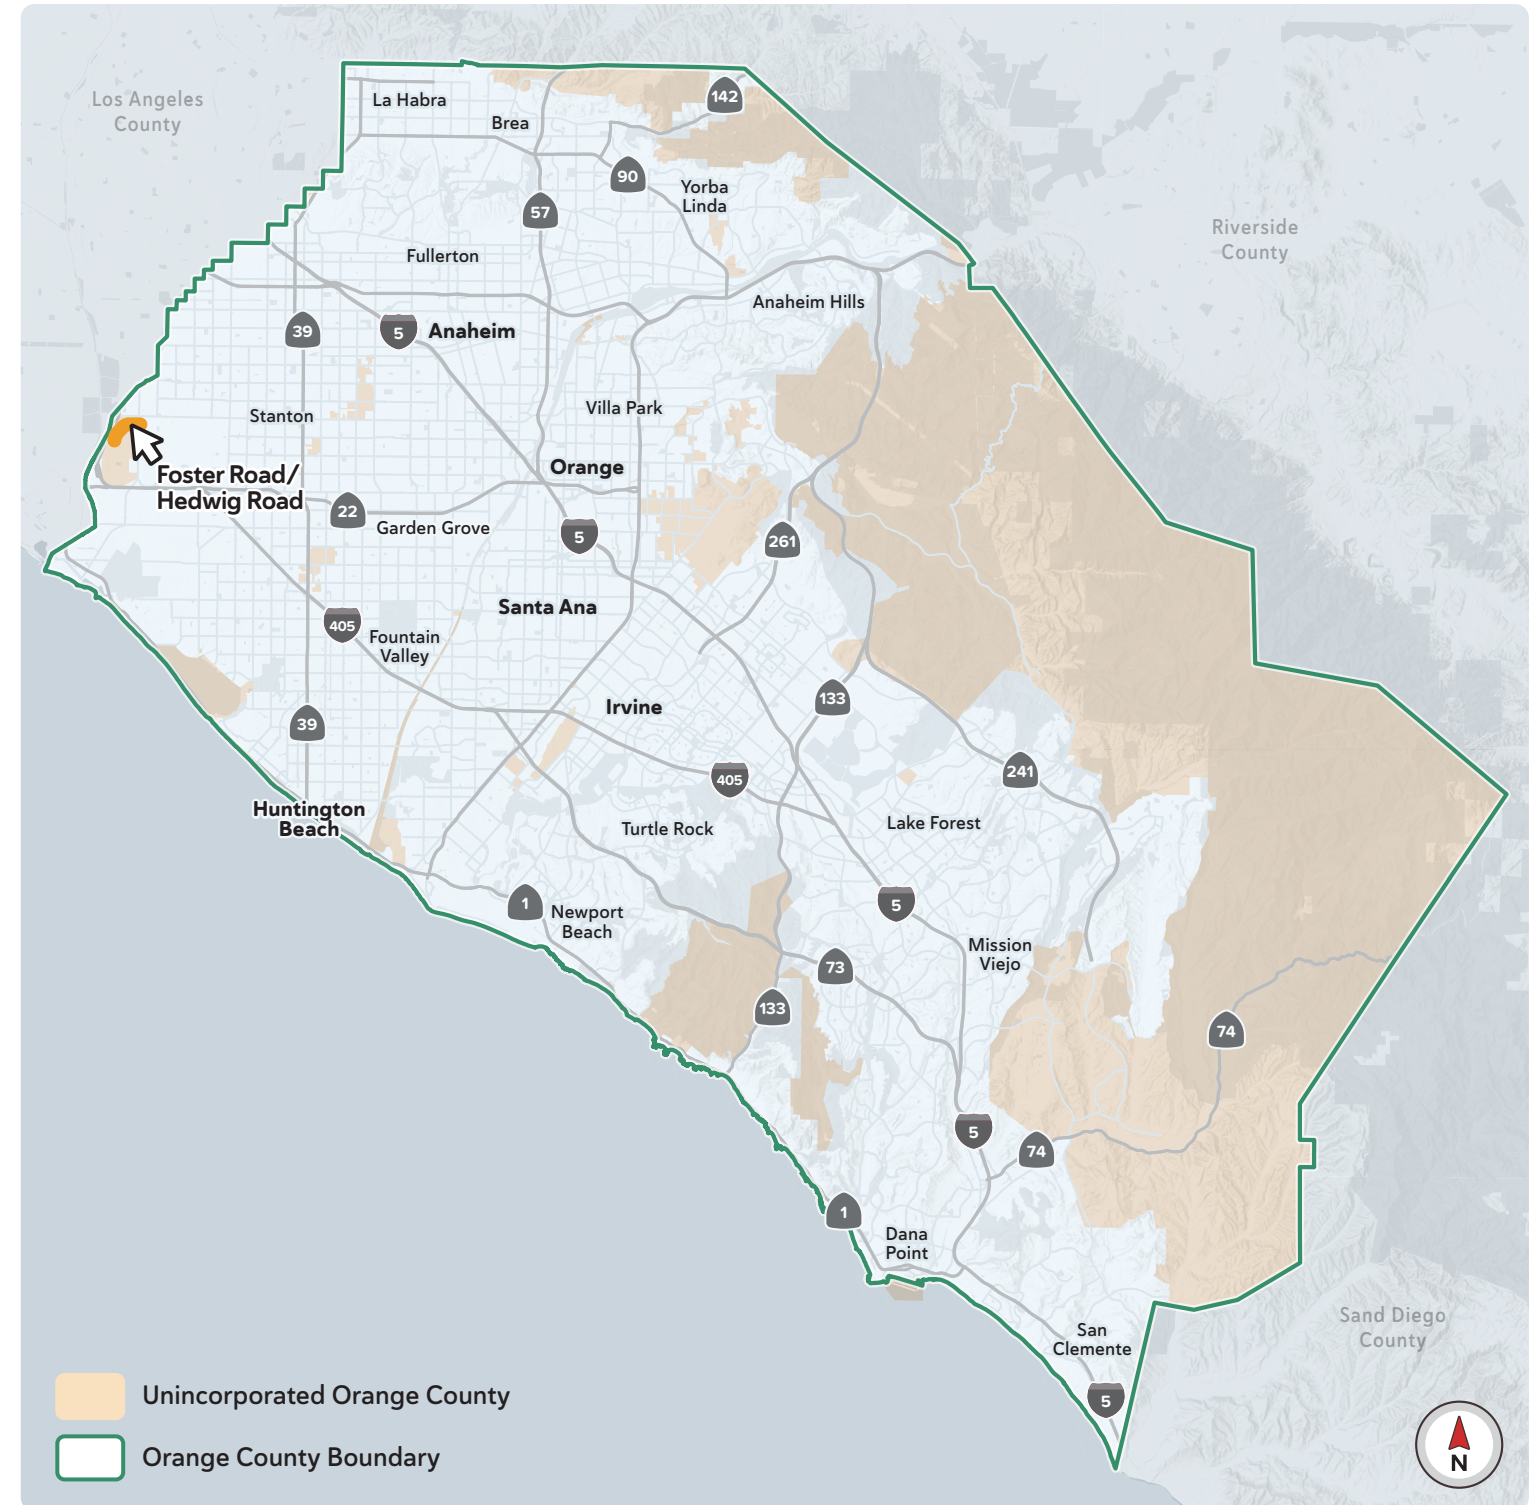 Los Angeles
County
La Habra
Brea
142
90
Yorba
Linda
57
Riverside
County
Fullerton
Anaheim Hills
39
5
Anaheim
Stanton
Villa Park
Foster Road/
Hedwig Road
Orange
22
Garden Grove
5
261
Santa Ana
405
Fountain
Valley
133
Irvine
39
405
241
Huntington
Beach
Turtle Rock
Lake Forest
1
Newport
Beach
5
Mission
Viejo
73
133
74
5
74
1
Dana
Point
San
Clemente
5
Sand Diego
County
Unincorporated Orange County
Orange County Boundary
N